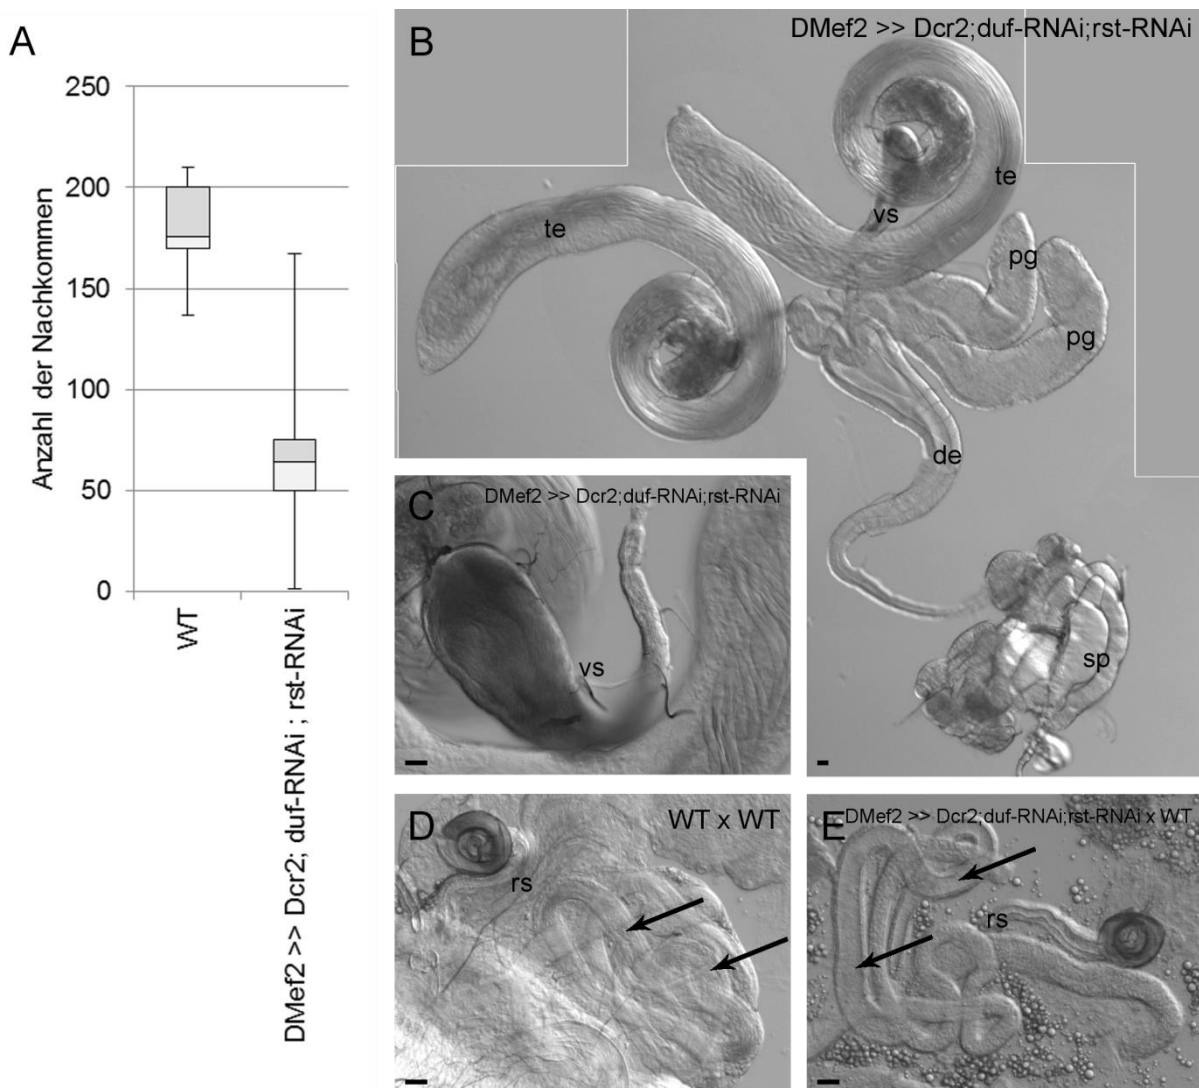 A
250
200
150
100
50
0
Anzahl der Nachkommen
WT
DMef2 >> Dcr2; duf-RNAi ; rst-RNAi
B
DMef2 >> Dcr2;duf-RNAi;rst-RNAi
te
te
vs
pg
pg
de
sp
C
DMef2 >> Dcr2;duf-RNAi;rst-RNAi
vs
D
WT x WT
rs
E
DMef2 >> Dcr2;duf-RNAi;rst-RNAi x WT
rs